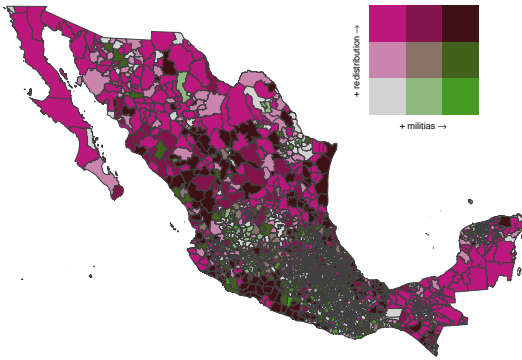 + redistribution →
+ militias →